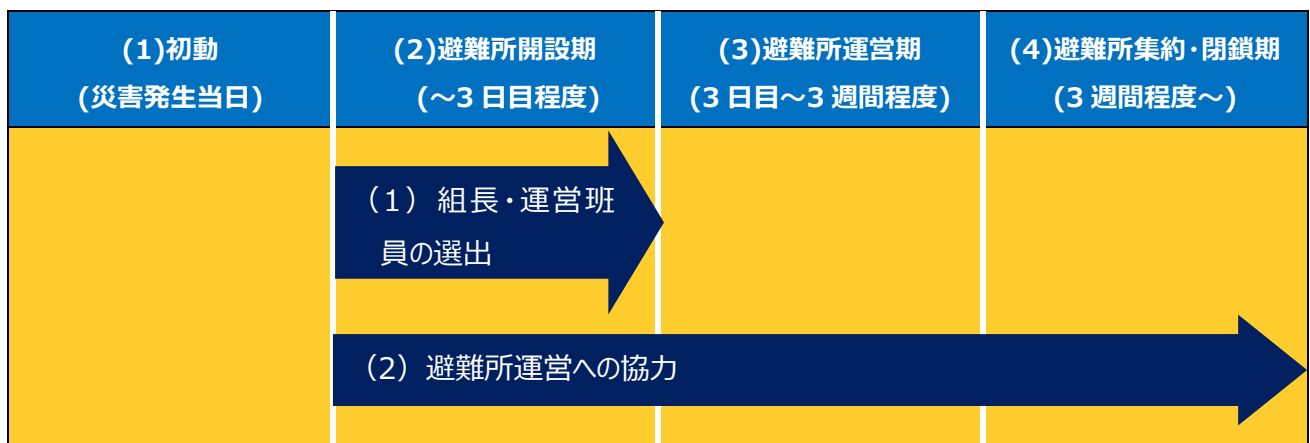 (1)初動
(災害発生当日)
(2)避難所開設期
(～3 日目程度)
(3)避難所運営期
(3 日目～3 週間程度)
(4)避難所集約・閉鎖期
(3 週間程度～)
（1）組長・運営班
員の選出
（2）避難所運営への協力